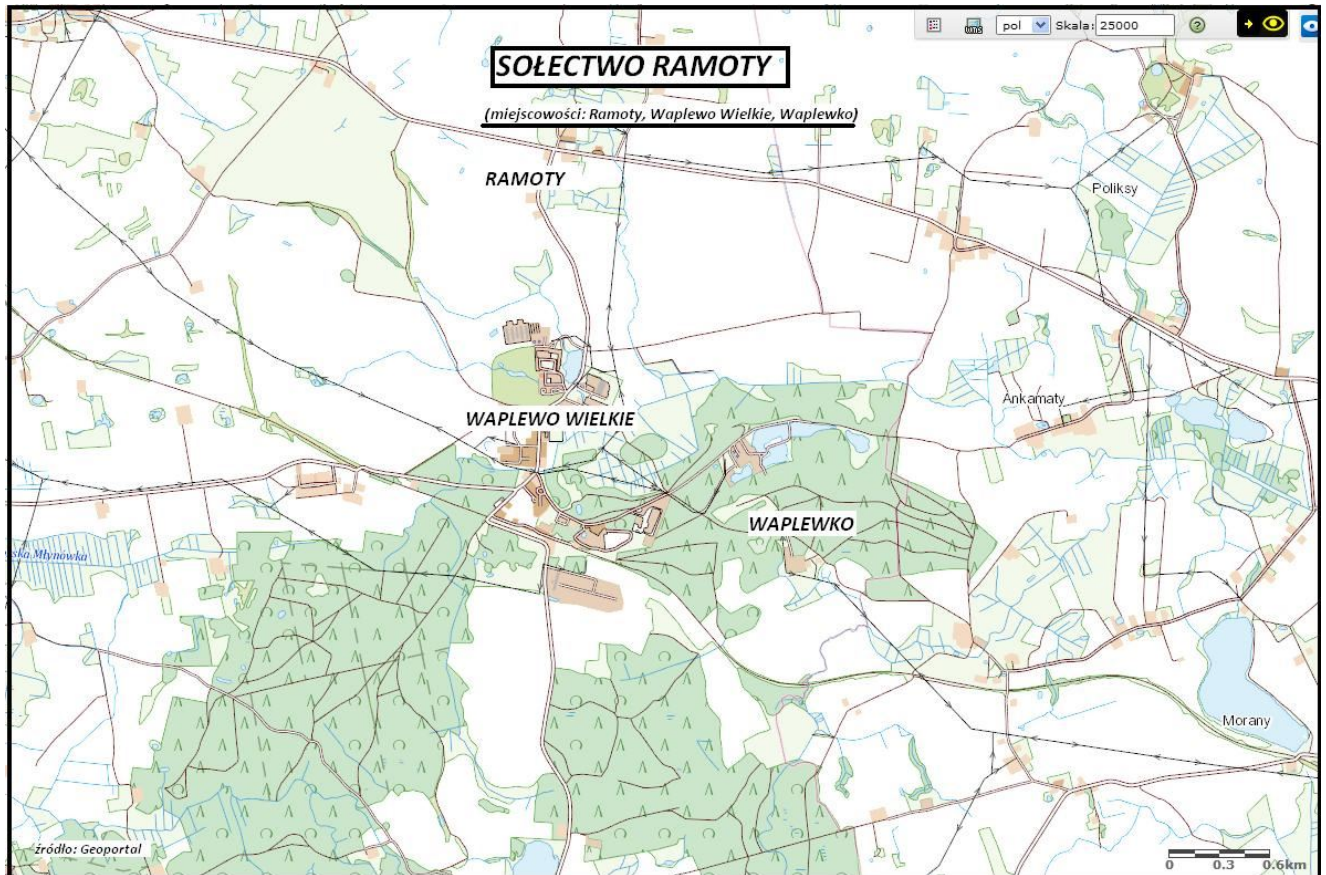 pol Skala: 25000 ?
SOŁECTWO RAMOTY
(miejscowości: Ramoty, Waplewo Wielkie, Waplewko)
RAMOTY
Poliksy
Ankamaty
WAPLEWO WIELKIE
WAPLEWKO
ska Młynówka
Morany
źródło: Geoportal
0 0.3 0.6km